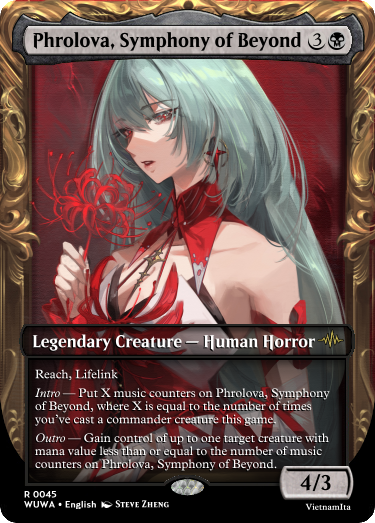 Phrolova, Symphony of Beyond 3
Legendary Creature — Human Horror
Reach, Lifelink
Intro — Put X music counters on Phrolova, Symphony
of Beyond, where X is equal to the number of times
you've cast a commander creature this game.
Outro — Gain control of up to one target creature with
mana value less than or equal to the number of music
counters on Phrolova, Symphony of Beyond.
4/3
R 0045
WUWA • English STEVE ZHENG
VietnamIta